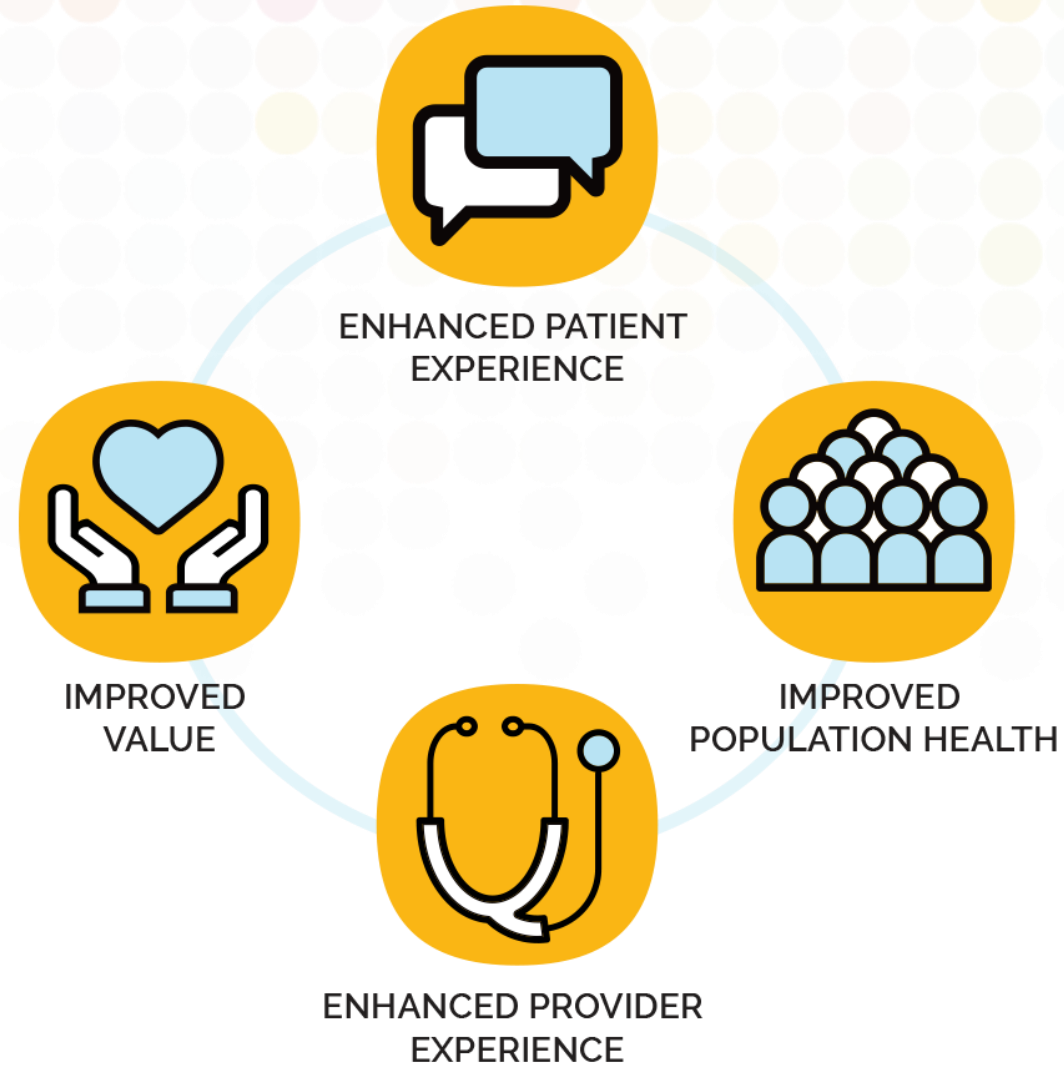 ENHANCED PATIENT
EXPERIENCE
IMPROVED
VALUE
IMPROVED
POPULATION HEALTH
ENHANCED PROVIDER
EXPERIENCE